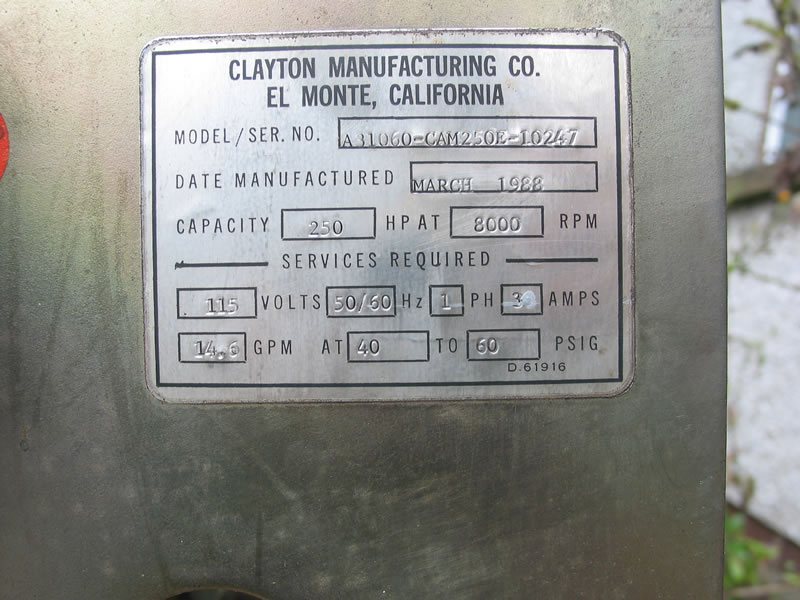 CLAYTON MANUFACTURING CO.
EL MONTE, CALIFORNIA
MODEL/SER. NO. A31060-CAM250E-10247
DATE MANUFACTURED MARCH 1988
CAPACITY 250 HP AT 8000 RPM
SERVICES REQUIRED
115 VOLTS 50/60 Hz 1 PH 3 AMPS
14.6 GPM AT 40 TO 60 PSIG
D.61916